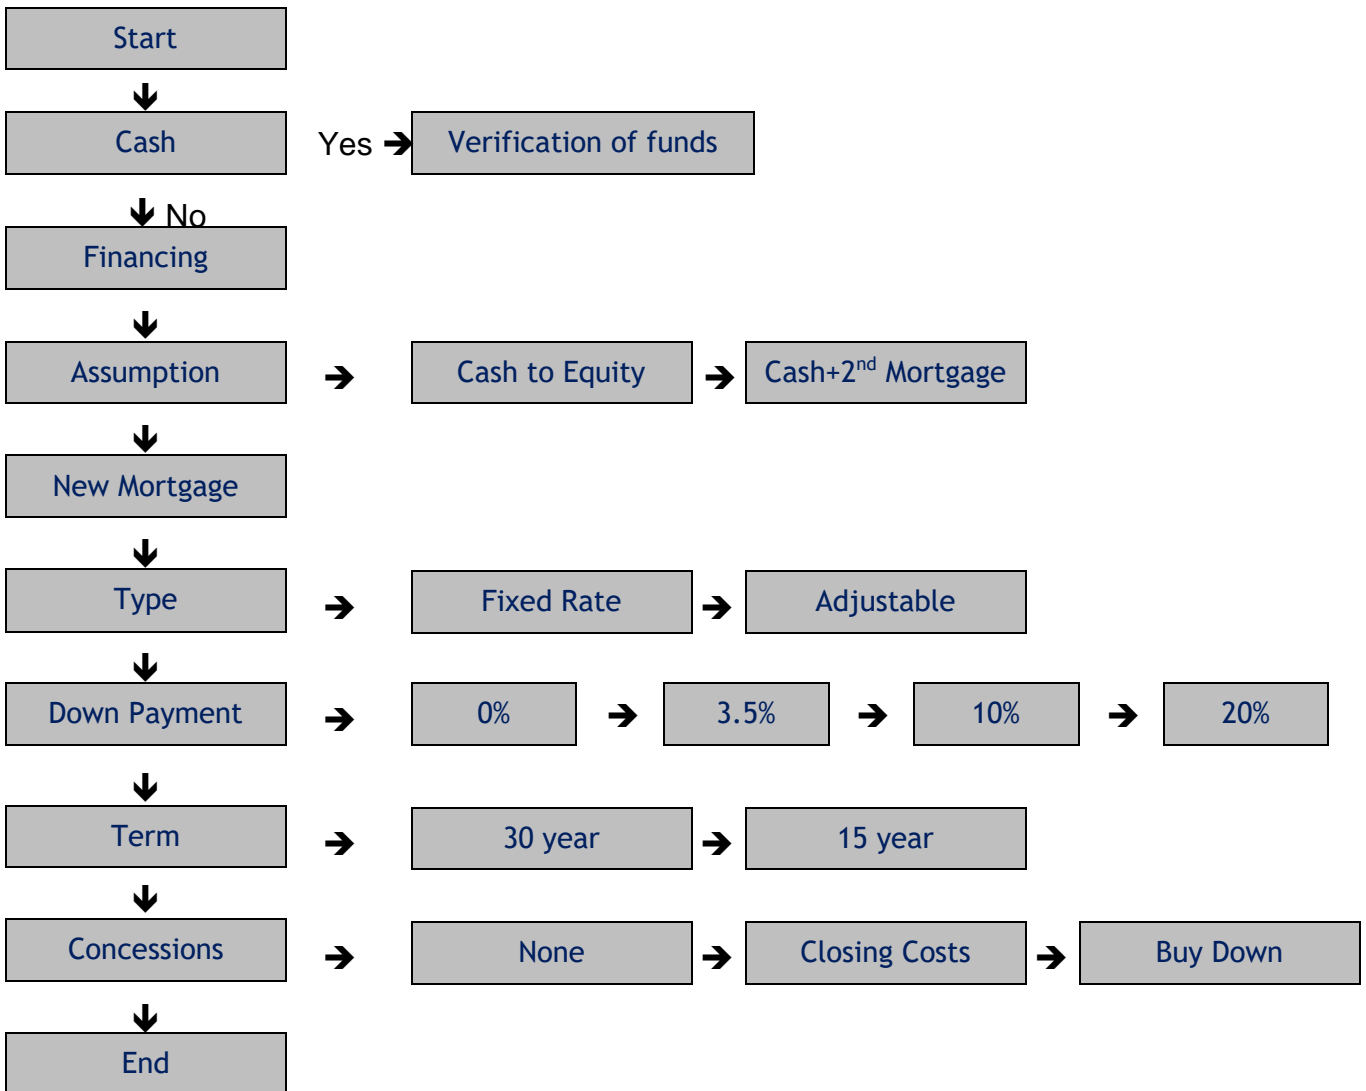 Start
Cash
Yes
Verification of funds
No
Financing
Assumption
Cash to Equity
Cash+2nd Mortgage
New Mortgage
Type
Fixed Rate
Adjustable
Down Payment
0%
3.5%
10%
20%
Term
30 year
15 year
Concessions
None
Closing Costs
Buy Down
End